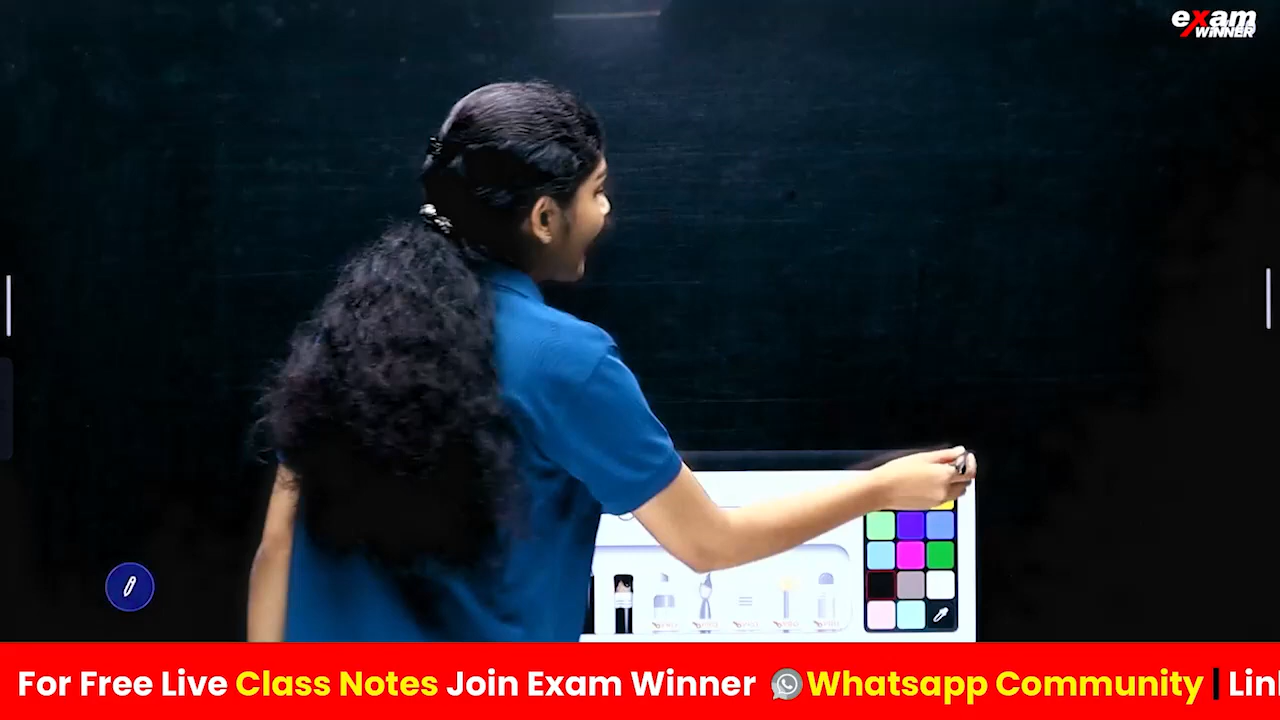 exam
WINNER
For Free Live Class Notes Join Exam Winner Whatsapp Community | Lin